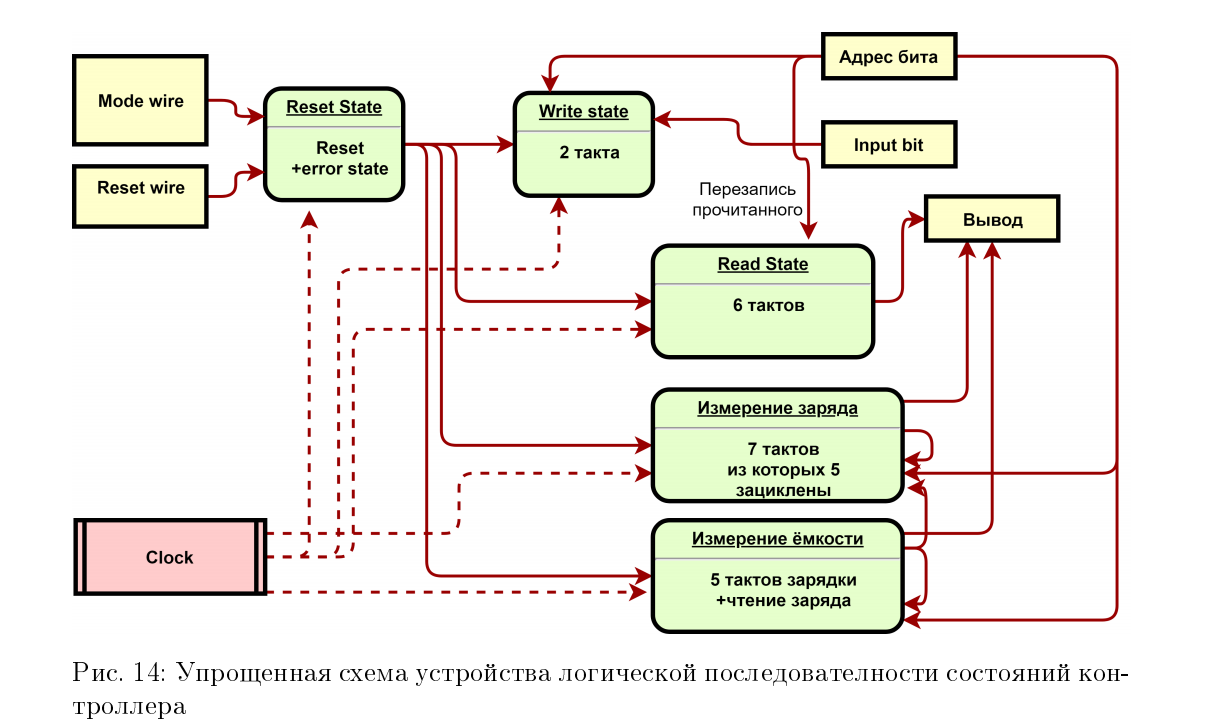 Mode wire
Reset wire
Reset State
Reset
+error state
Write state
2 такта
Адрес бита
Input bit
Перезапись
прочитанного
Вывод
Read State
6 тактов
Измерение заряда
7 тактов
из которых 5
зациклены
Clock
Измерение ёмкости
5 тактов зарядки
+чтение заряда
Рис. 14: Упрощенная схема устройства логической последовательности состояний кон-
троллера